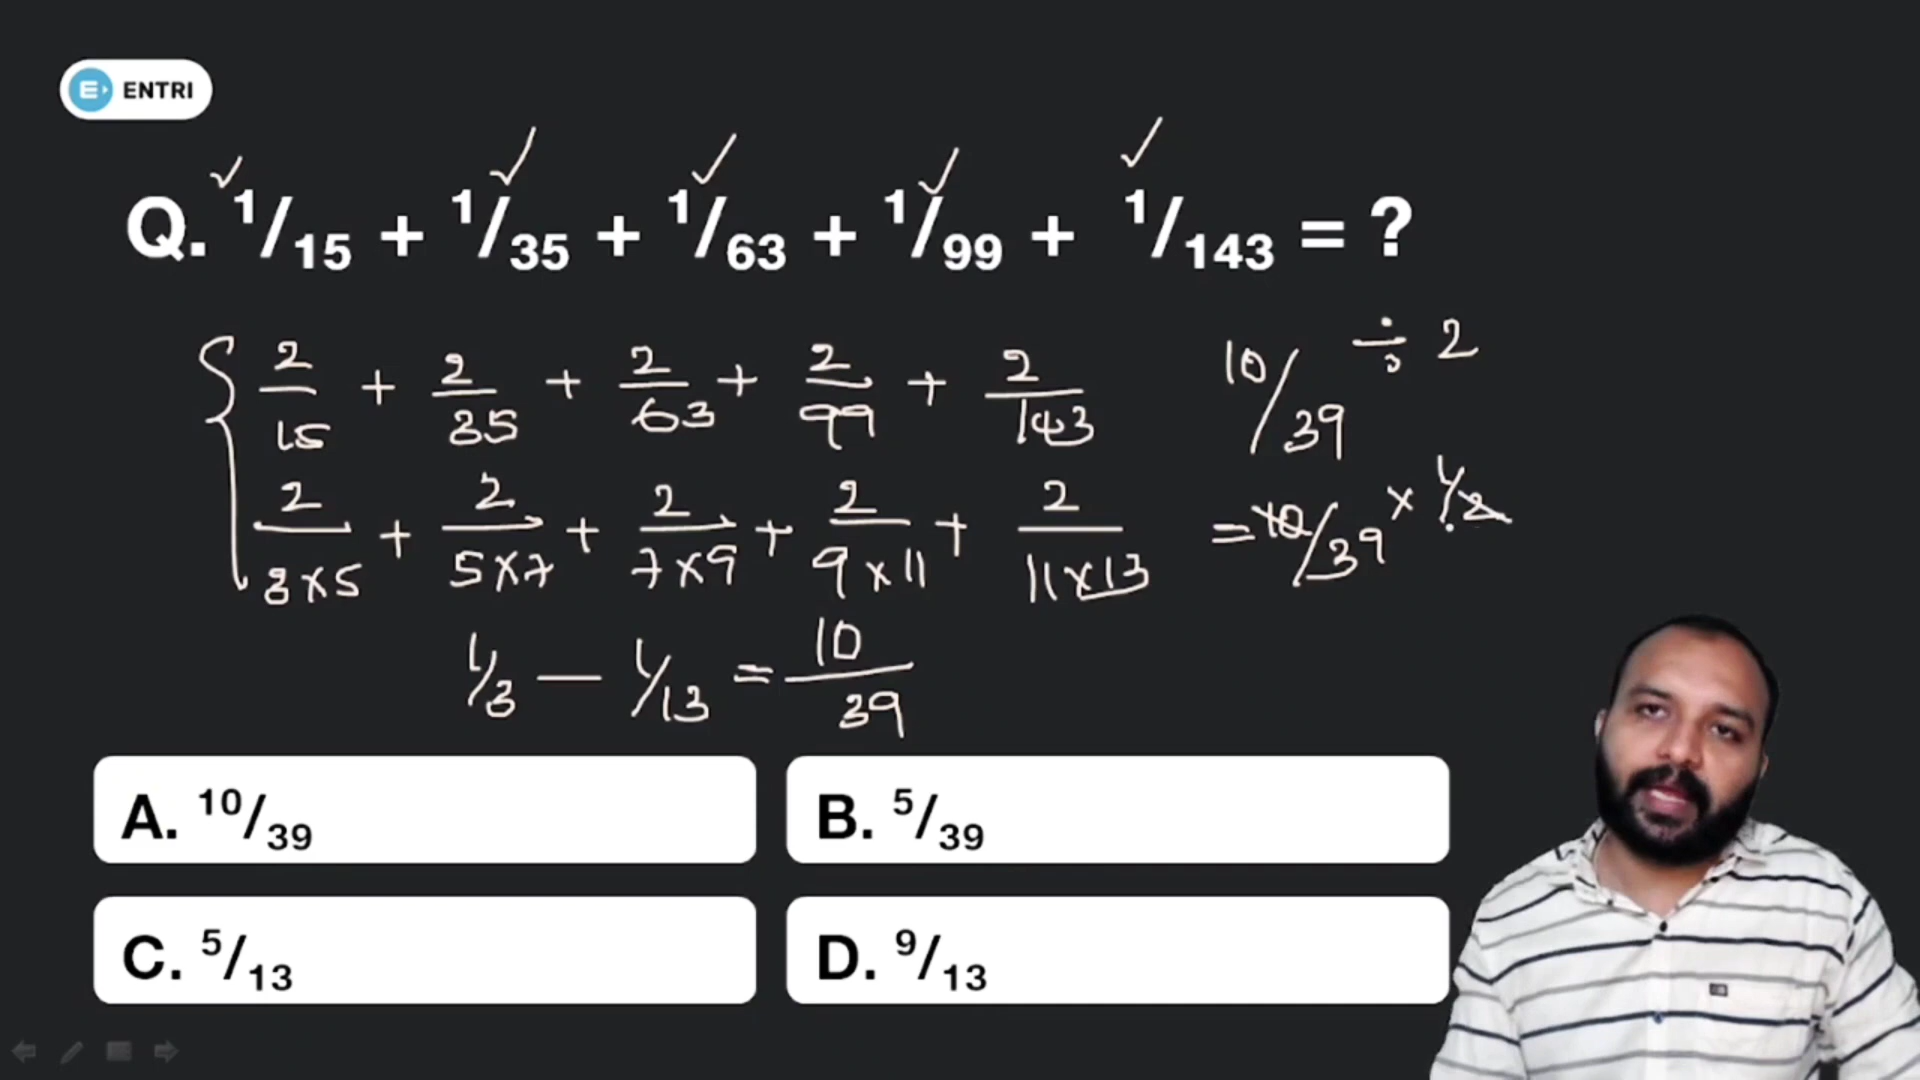 ENTRI
Q. 1/15 + 1/35 + 1/63 + 1/99 + 1/143 = ?
2/15 + 2/35 + 2/63 + 2/99 + 2/143
10/39 ÷ 2
2/3×5 + 2/5×7 + 2/7×9 + 2/9×11 + 2/11×13
= 10/39 × 1/2
1/3 — 1/13 = 10/39
A. 10/39
B. 5/39
C. 5/13
D. 9/13